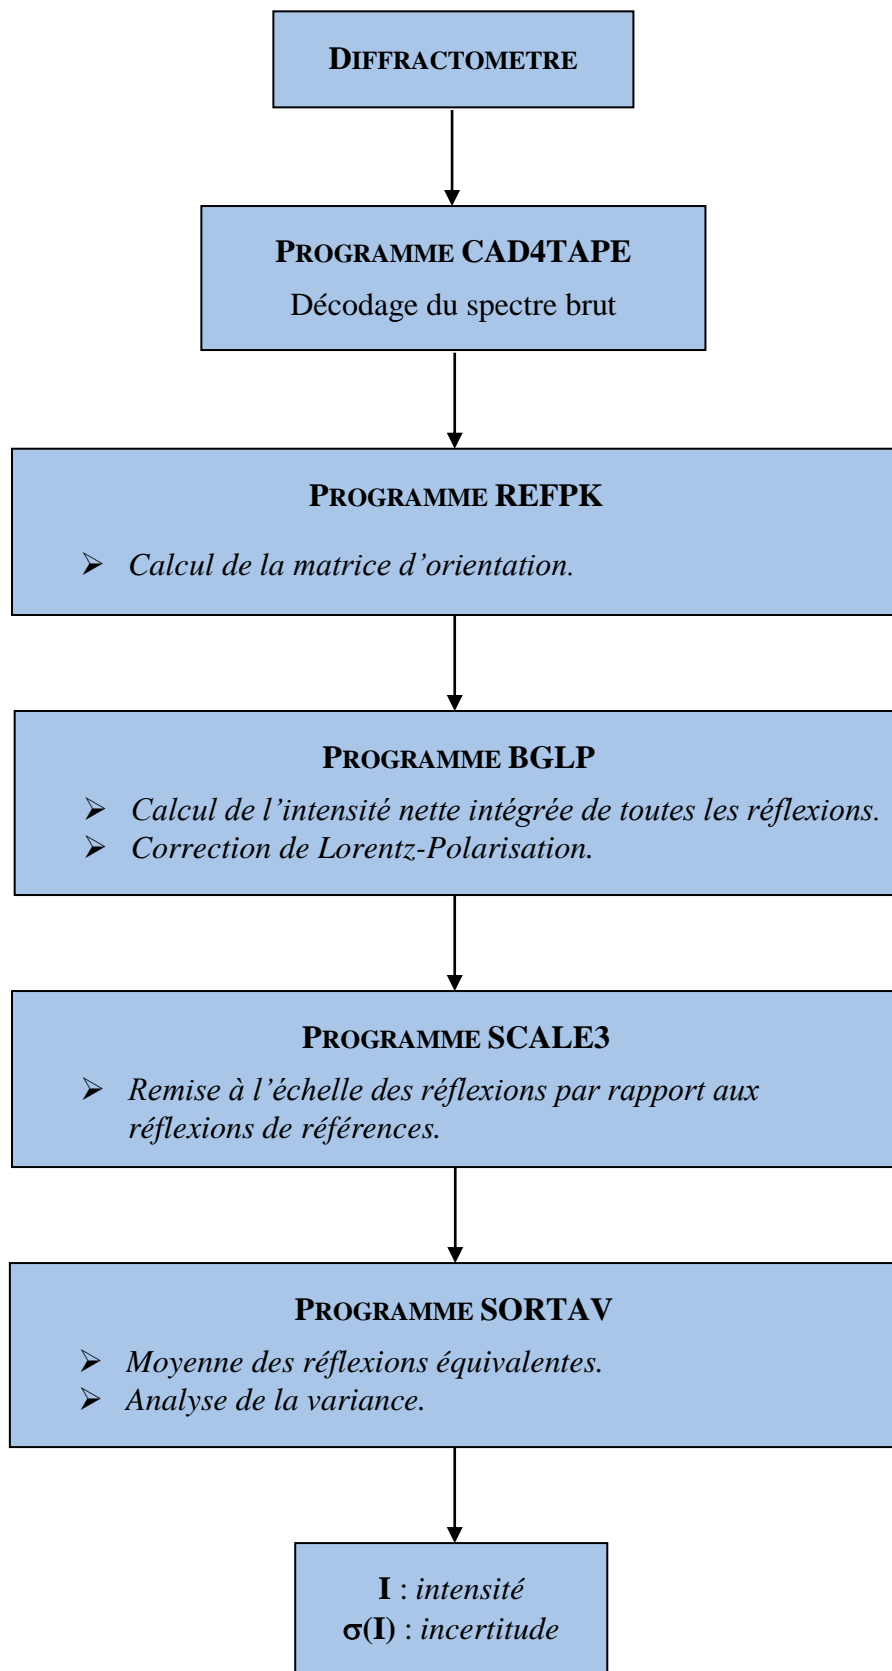 DIFFRACTOMETRE
PROGRAMME CAD4TAPE
Décodage du spectre brut
PROGRAMME REFPK
➢ Calcul de la matrice d’orientation.
PROGRAMME BGLP
➢ Calcul de l’intensité nette intégrée de toutes les réflexions.
➢ Correction de Lorentz-Polarisation.
PROGRAMME SCALE3
➢ Remise à l’échelle des réflexions par rapport aux
réflexions de références.
PROGRAMME SORTAV
➢ Moyenne des réflexions équivalentes.
➢ Analyse de la variance.
I : intensité
σ(I) : incertitude